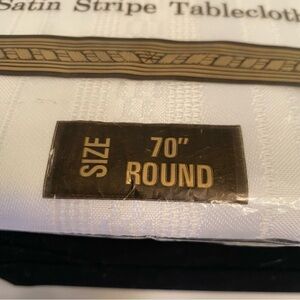 Satin Stripe Tablecloth
SIZE
70"
ROUND